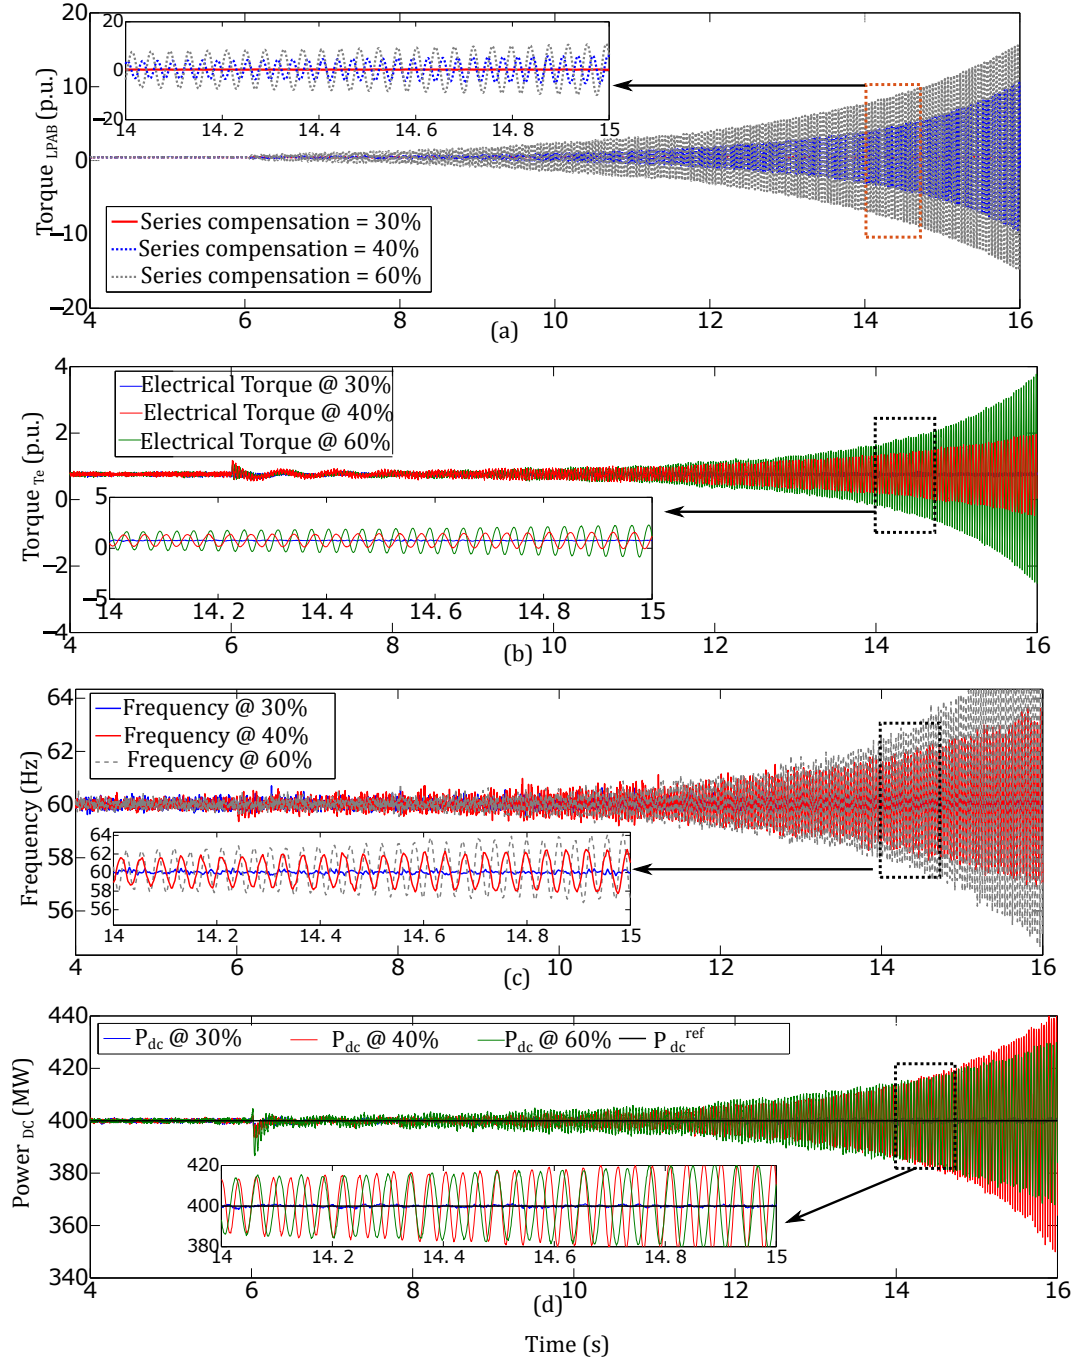 20
10
0
−10
−20
Torque LPAB (p.u.)
20
0
−20
14 14. 2 14. 4 14. 6 14. 8 15
Series compensation = 30%
Series compensation = 40%
Series compensation = 60%
4 6 8 10 12 14 16
(a)
4
2
0
−2
−4
Torque Te (p.u.)
Electrical Torque @ 30%
Electrical Torque @ 40%
Electrical Torque @ 60%
5
0
−5
14 14. 2 14. 4 14. 6 14. 8 15
4 6 8 10 12 14 16
(b)
64
62
60
58
56
Frequency (Hz)
Frequency @ 30%
Frequency @ 40%
Frequency @ 60%
64
62
60
58
56
14 14. 2 14. 4 14. 6 14. 8 15
4 6 8 10 12 14 16
(c)
440
420
400
380
360
340
Power DC (MW)
Pdc @ 30% Pdc @ 40% Pdc @ 60% Pdc ref
420
400
380
14 14. 2 14. 4 14. 6 14. 8 15
4 6 8 10 12 14 16
(d)
Time (s)